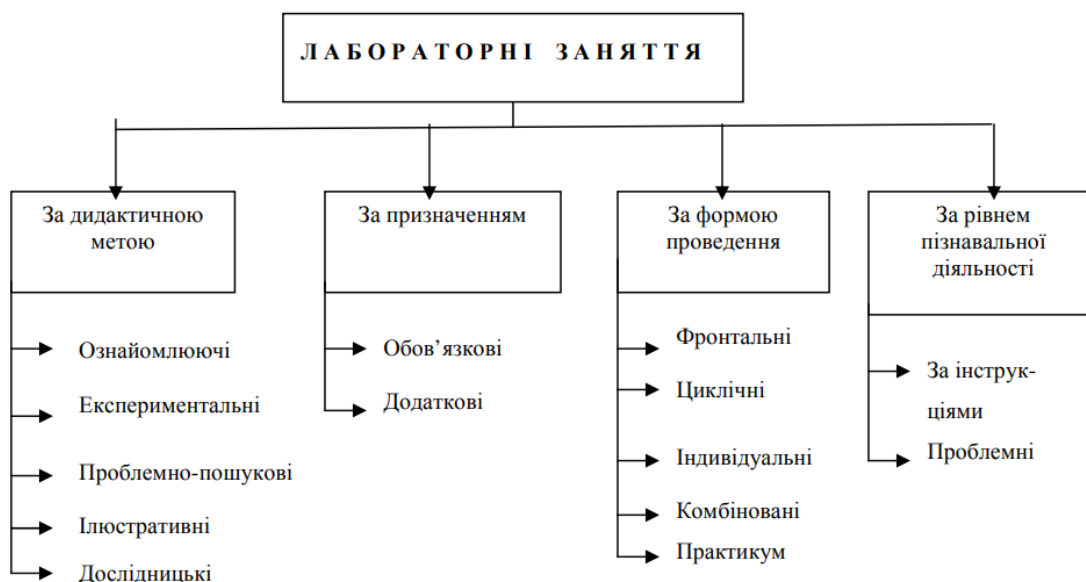 ЛАБОРАТОРНІ ЗАНЯТТЯ
За дидактичною
метою
Ознайомлюючі
Експериментальні
Проблемно-пошукові
Ілюстративні
Дослідницькі
За призначенням
Обов’язкові
Додаткові
За формою
проведення
Фронтальні
Циклічні
Індивідуальні
Комбіновані
Практикум
За рівнем
пізнавальної
діяльності
За інструк-
ціями
Проблемні